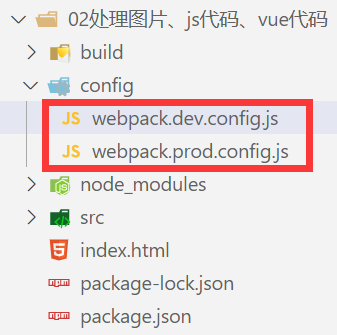 02处理图片、js代码、vue代码
build
config
JS webpack.dev.config.js
JS webpack.prod.config.js
node_modules
src
index.html
package-lock.json
package.json